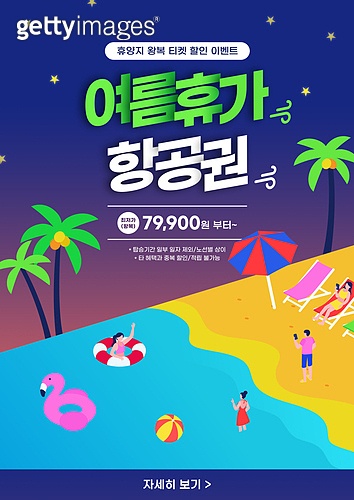 gettyimages®
휴양지 왕복 티켓 할인 이벤트
여름휴가
항공권
최저가
(왕복)
79,900원 부터~
* 탑승기간 일부 일자 제외/노선별 상이
* 타 혜택과 중복 할인/적립 불가능
자세히 보기 >